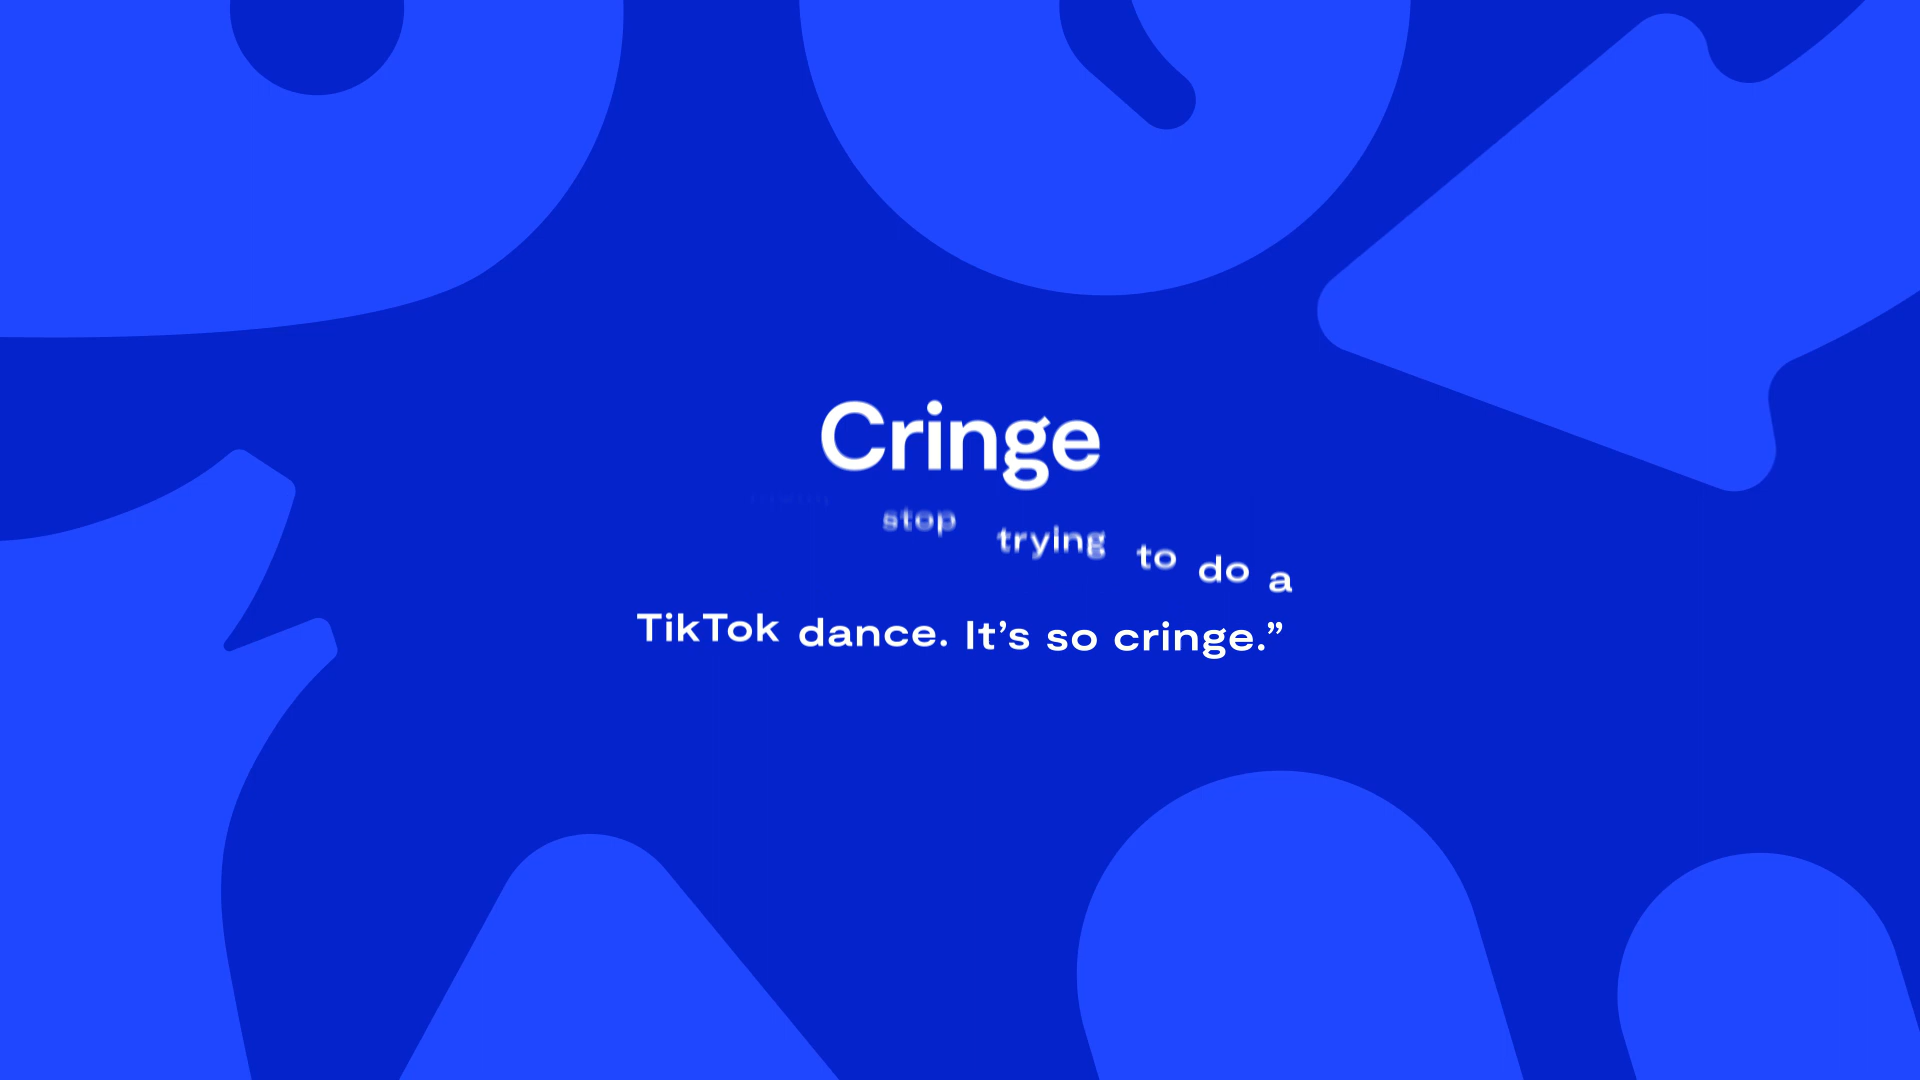 Cringe
stop trying to do a
TikTok dance. It’s so cringe.”